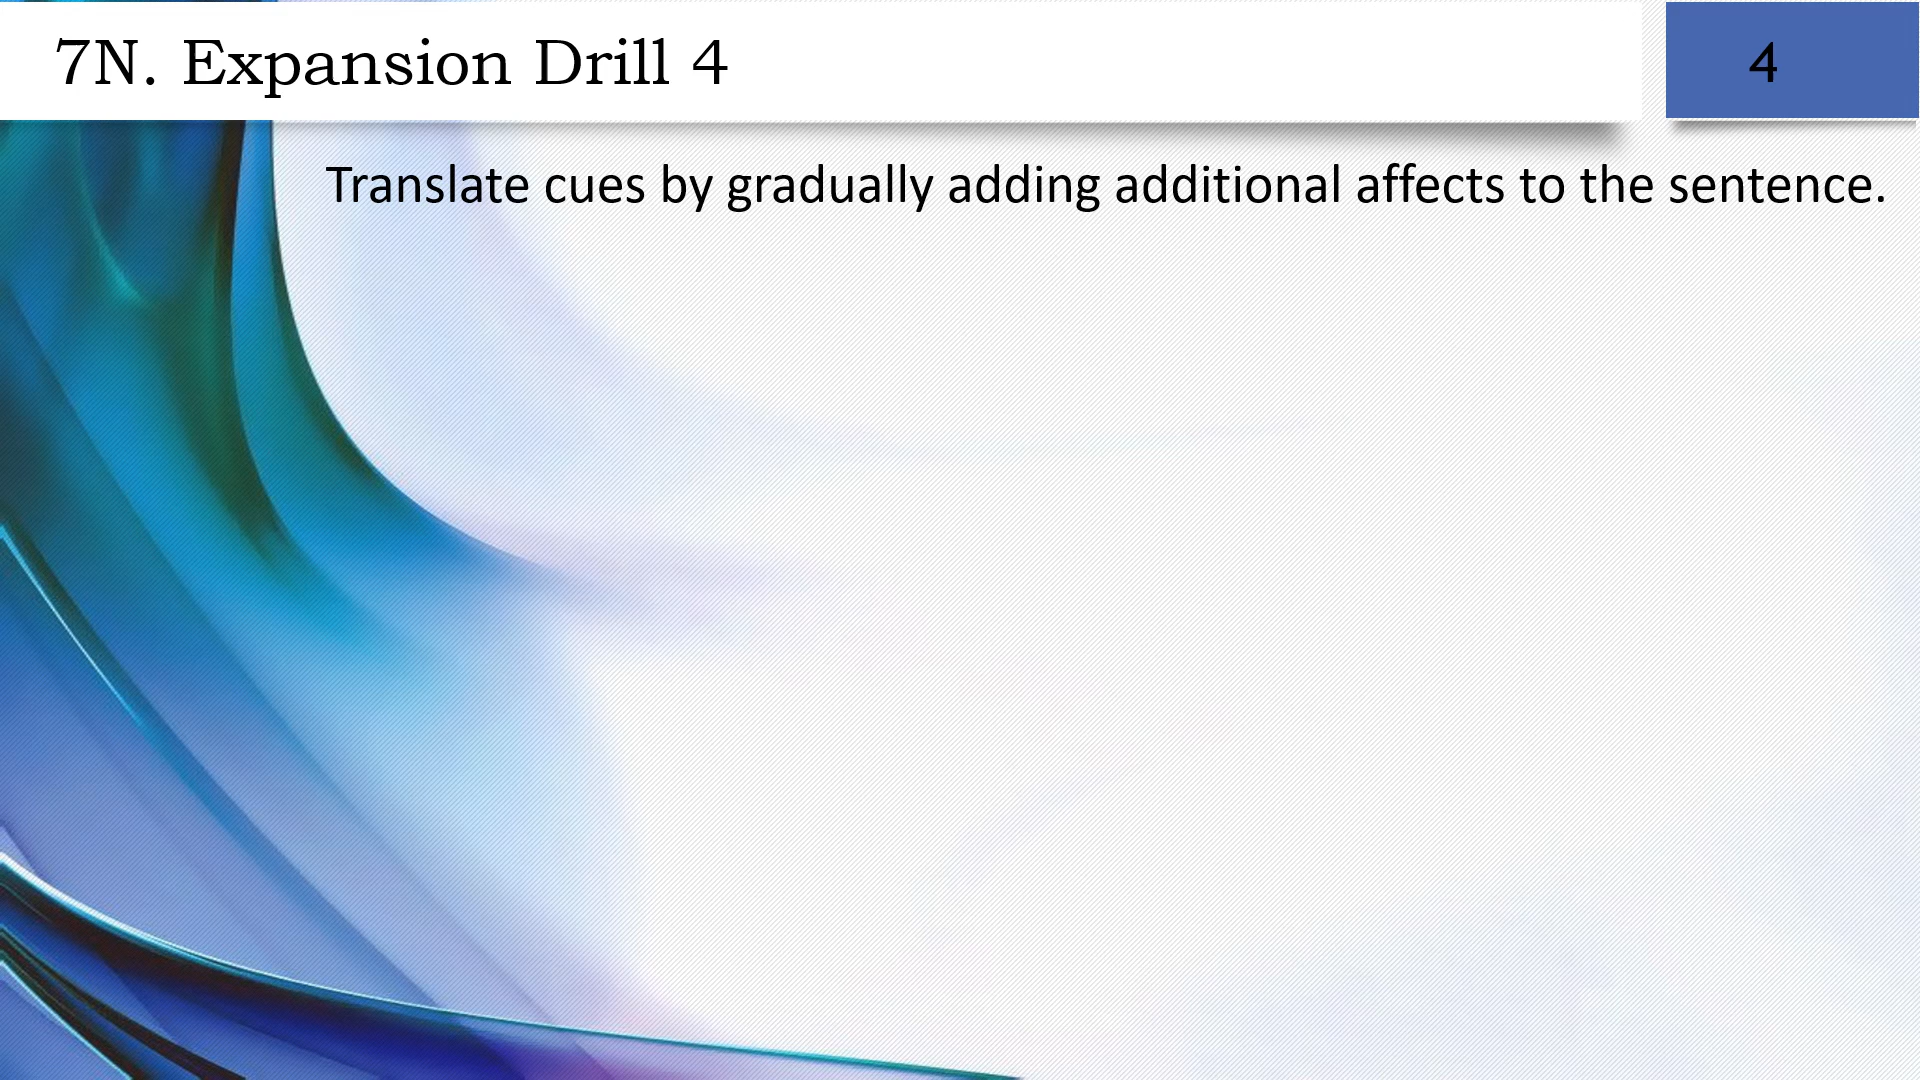 7N. Expansion Drill 4
4
Translate cues by gradually adding additional affects to the sentence.